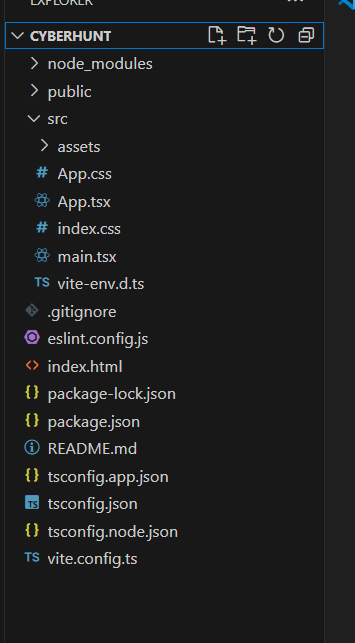 EXPLORER
CYBERHUNT
node_modules
public
src
assets
# App.css
App.tsx
# index.css
main.tsx
TS vite-env.d.ts
.gitignore
eslint.config.js
<> index.html
{} package-lock.json
{} package.json
README.md
{} tsconfig.app.json
TS tsconfig.json
{} tsconfig.node.json
TS vite.config.ts